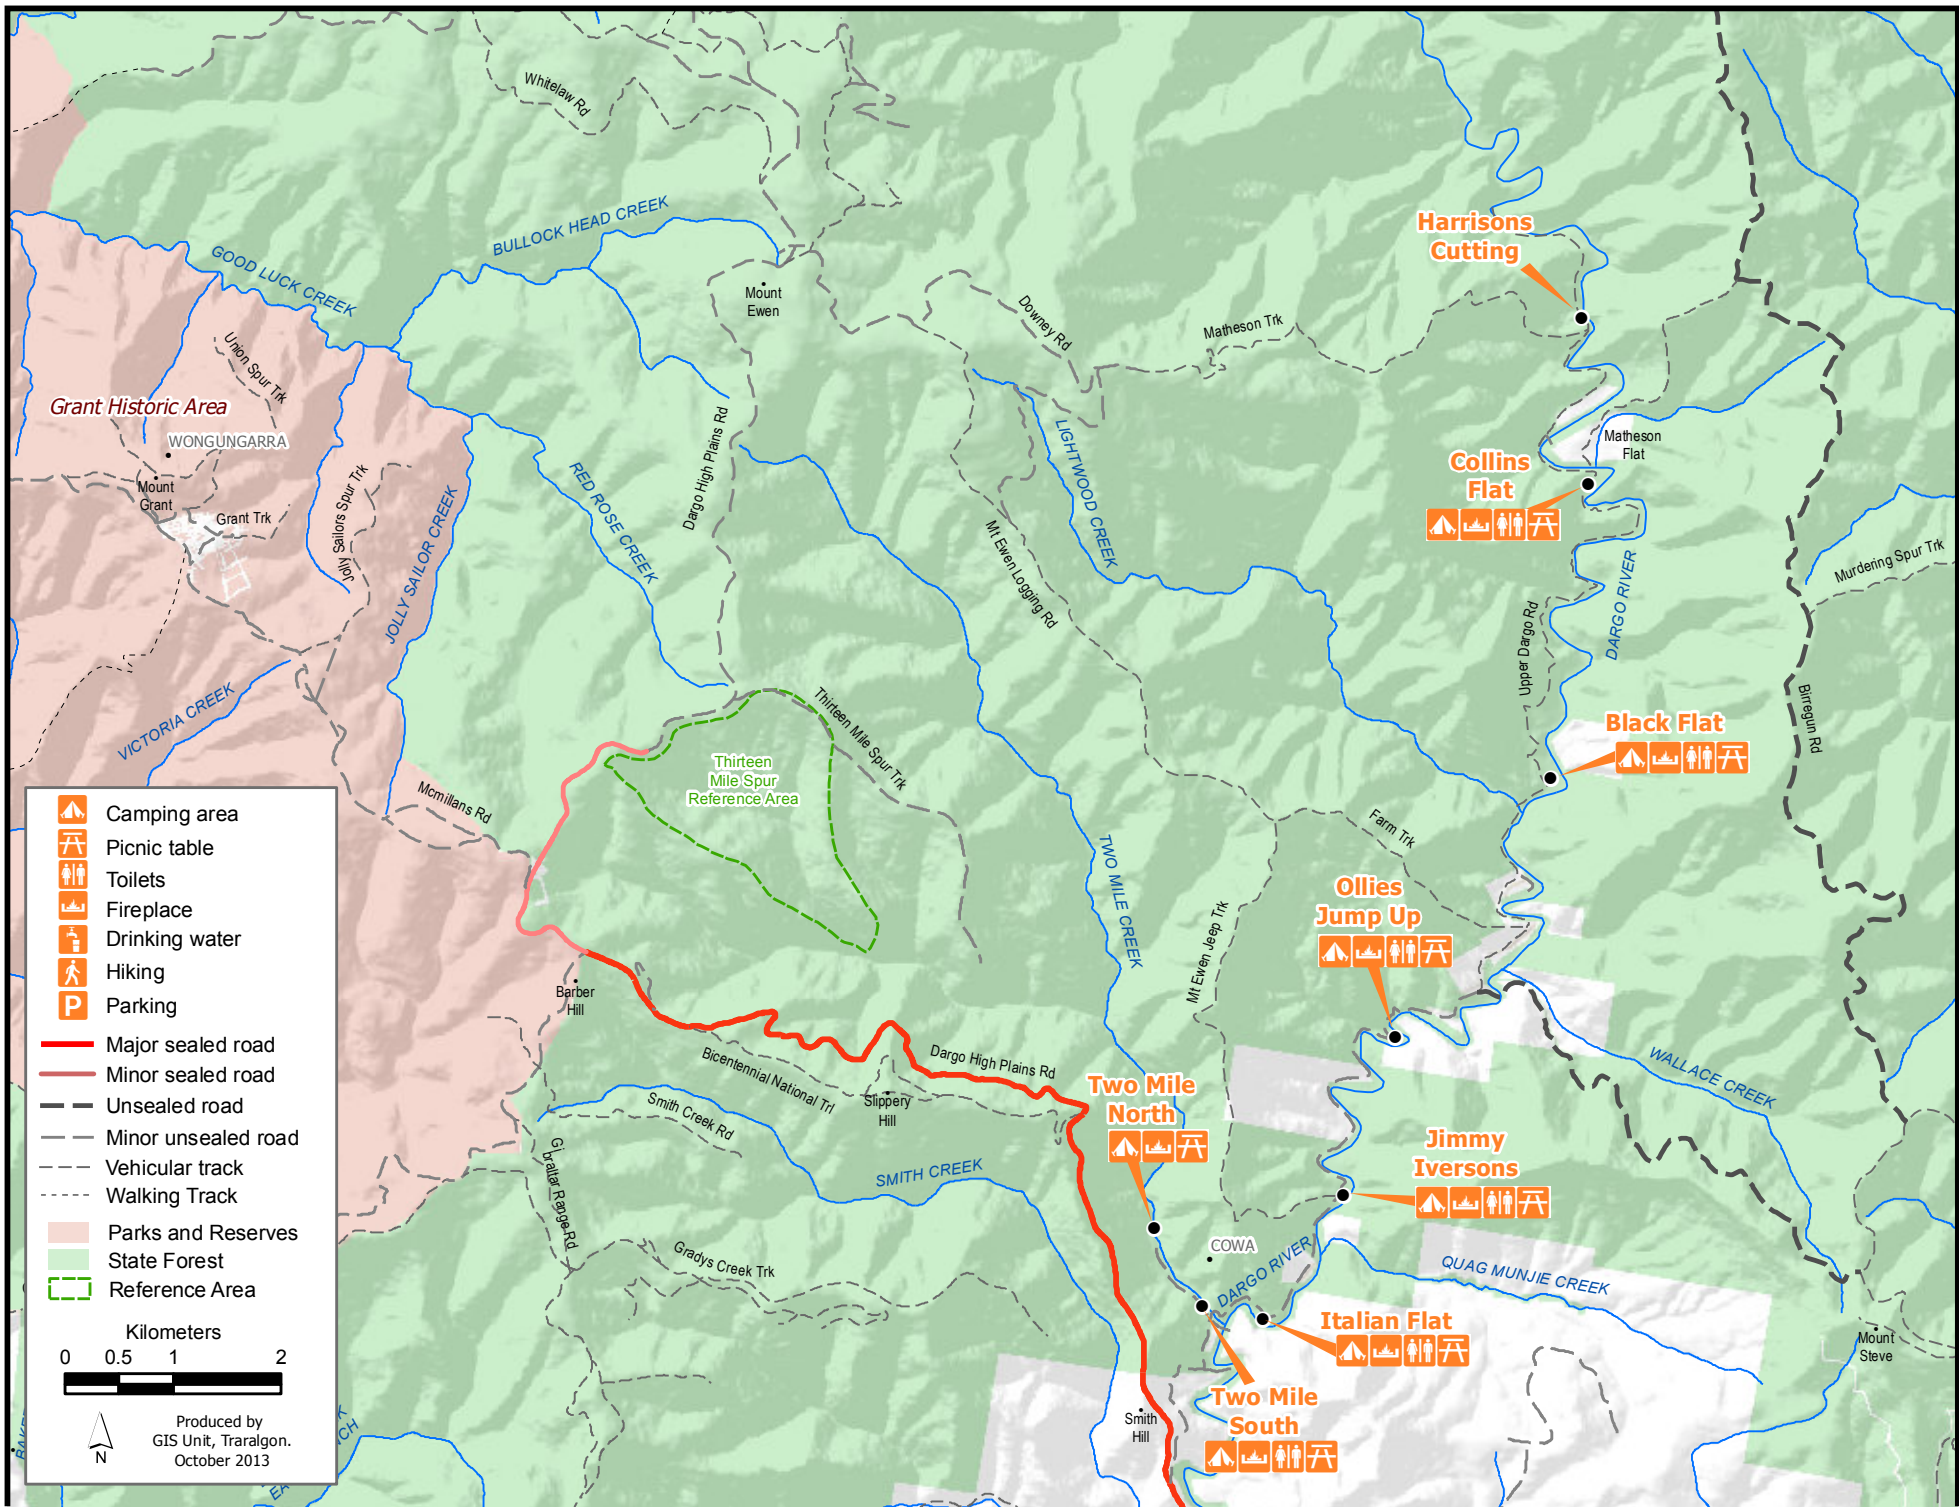 Whitelaw Rd
BULLOCK HEAD CREEK
GOOD LUCK CREEK
Harrisons
Cutting
Mount
Ewen
Downey Rd
Matheson Trk
Union Spur Trk
Grant Historic Area
WONGUNGARRA
Mount
Grant
Grant Trk
Jolly Sailors Spur Trk
JOLLY SAILOR CREEK
RED ROSE CREEK
Dargo High Plains Rd
LIGHTWOOD CREEK
Mt Ewen Logging Rd
Matheson
Flat
Collins
Flat
DARGO RIVER
Murdering Spur Trk
Upper Dargo Rd
Birregun Rd
Black Flat
VICTORIA CREEK
Thirteen Mile Spur Trk
Thirteen
Mile Spur
Reference Area
Mcmillans Rd
TWO MILE CREEK
Farm Trk
Ollies
Jump Up
Mt Ewen Jeep Trk
Barber
Hill
Bicentennial National Trl
Dargo High Plains Rd
Slippery
Hill
Smith Creek Rd
SMITH CREEK
Gibraltar Range Rd
Gradys Creek Trk
Two Mile
North
WALLACE CREEK
Jimmy
Iversons
COWA
DARGO RIVER
QUAG MUNJIE CREEK
Italian Flat
Two Mile
South
Smith
Hill
Mount
Steve
Camping area
Picnic table
Toilets
Fireplace
Drinking water
Hiking
P
Parking
Major sealed road
Minor sealed road
Unsealed road
Minor unsealed road
Vehicular track
Walking Track
Parks and Reserves
State Forest
Reference Area
Kilometers
0 0.5 1 2
N
Produced by
GIS Unit, Traralgon.
October 2013